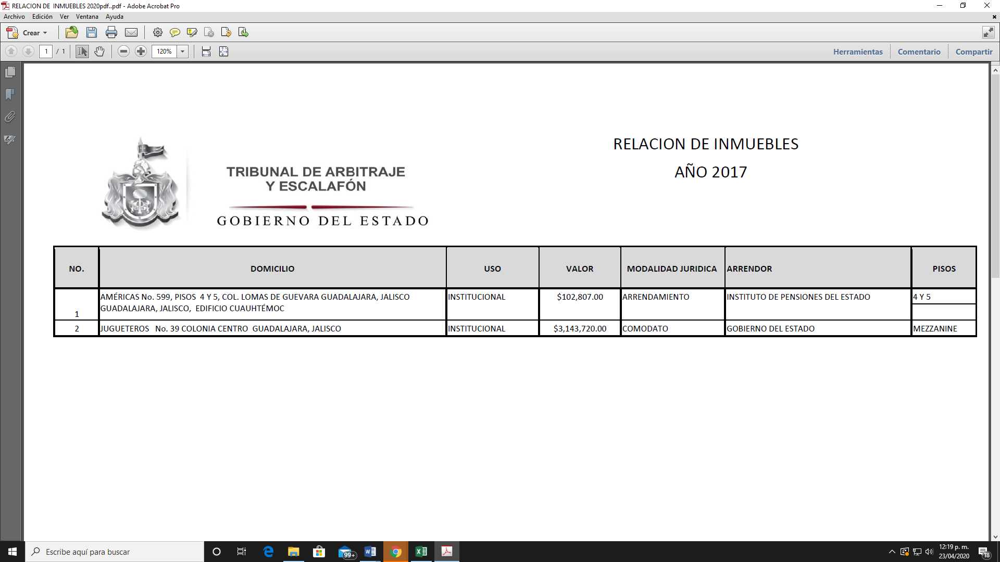 RELACION DE  INMUEBLES 2020pdf..pdf - Adobe Acrobat Pro
Archivo Edición Ver Ventana Ayuda
Crear
1 / 1 120% Herramientas Comentario Compartir
RELACION DE INMUEBLES
AÑO 2017
TRIBUNAL DE ARBITRAJE
Y ESCALAFÓN
GOBIERNO DEL ESTADO
NO. DOMICILIO USO VALOR MODALIDAD JURIDICA ARRENDOR PISOS
AMÉRICAS No. 599, PISOS  4 Y 5, COL. LOMAS DE GUEVARA GUADALAJARA, JALISCO INSTITUCIONAL $102,807.00 ARRENDAMIENTO INSTITUTO DE PENSIONES DEL ESTADO 4 Y 5
GUADALAJARA, JALISCO,  EDIFICIO CUAUHTÉMOC
1
2 JUGUETEROS   No. 39 COLONIA CENTRO  GUADALAJARA, JALISCO INSTITUCIONAL $3,143,720.00 COMODATO GOBIERNO DEL ESTADO MEZZANINE
Escribe aquí para buscar
99+
12:19 p. m.
23/04/2020
18